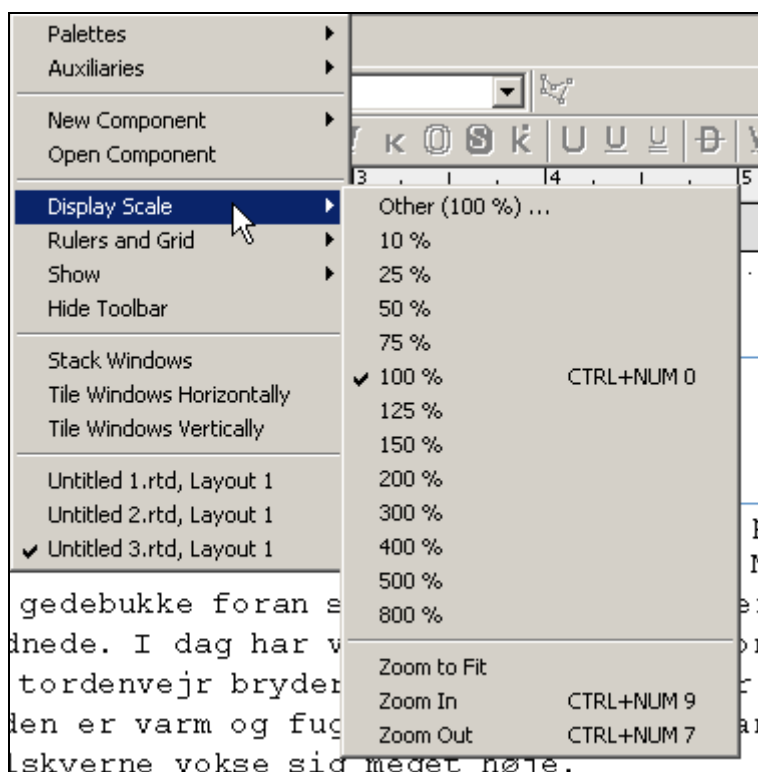 Palettes
Auxiliaries
New Component
Open Component
Display Scale
Rulers and Grid
Show
Hide Toolbar
Stack Windows
Tile Windows Horizontally
Tile Windows Vertically
Untitled 1.rtd, Layout 1
Untitled 2.rtd, Layout 1
Untitled 3.rtd, Layout 1
K O S k U U U D
3 4 5
Other (100 %) ...
10 %
25 %
50 %
75 %
100 % CTRL+NUM 0
125 %
150 %
200 %
300 %
400 %
500 %
800 %
Zoom to Fit
Zoom In CTRL+NUM 9
Zoom Out CTRL+NUM 7
gedebukke foran s
dnede. I dag har v
tordenvejr bryder
den er varm og fug
lskverne vokse sig meget høje.